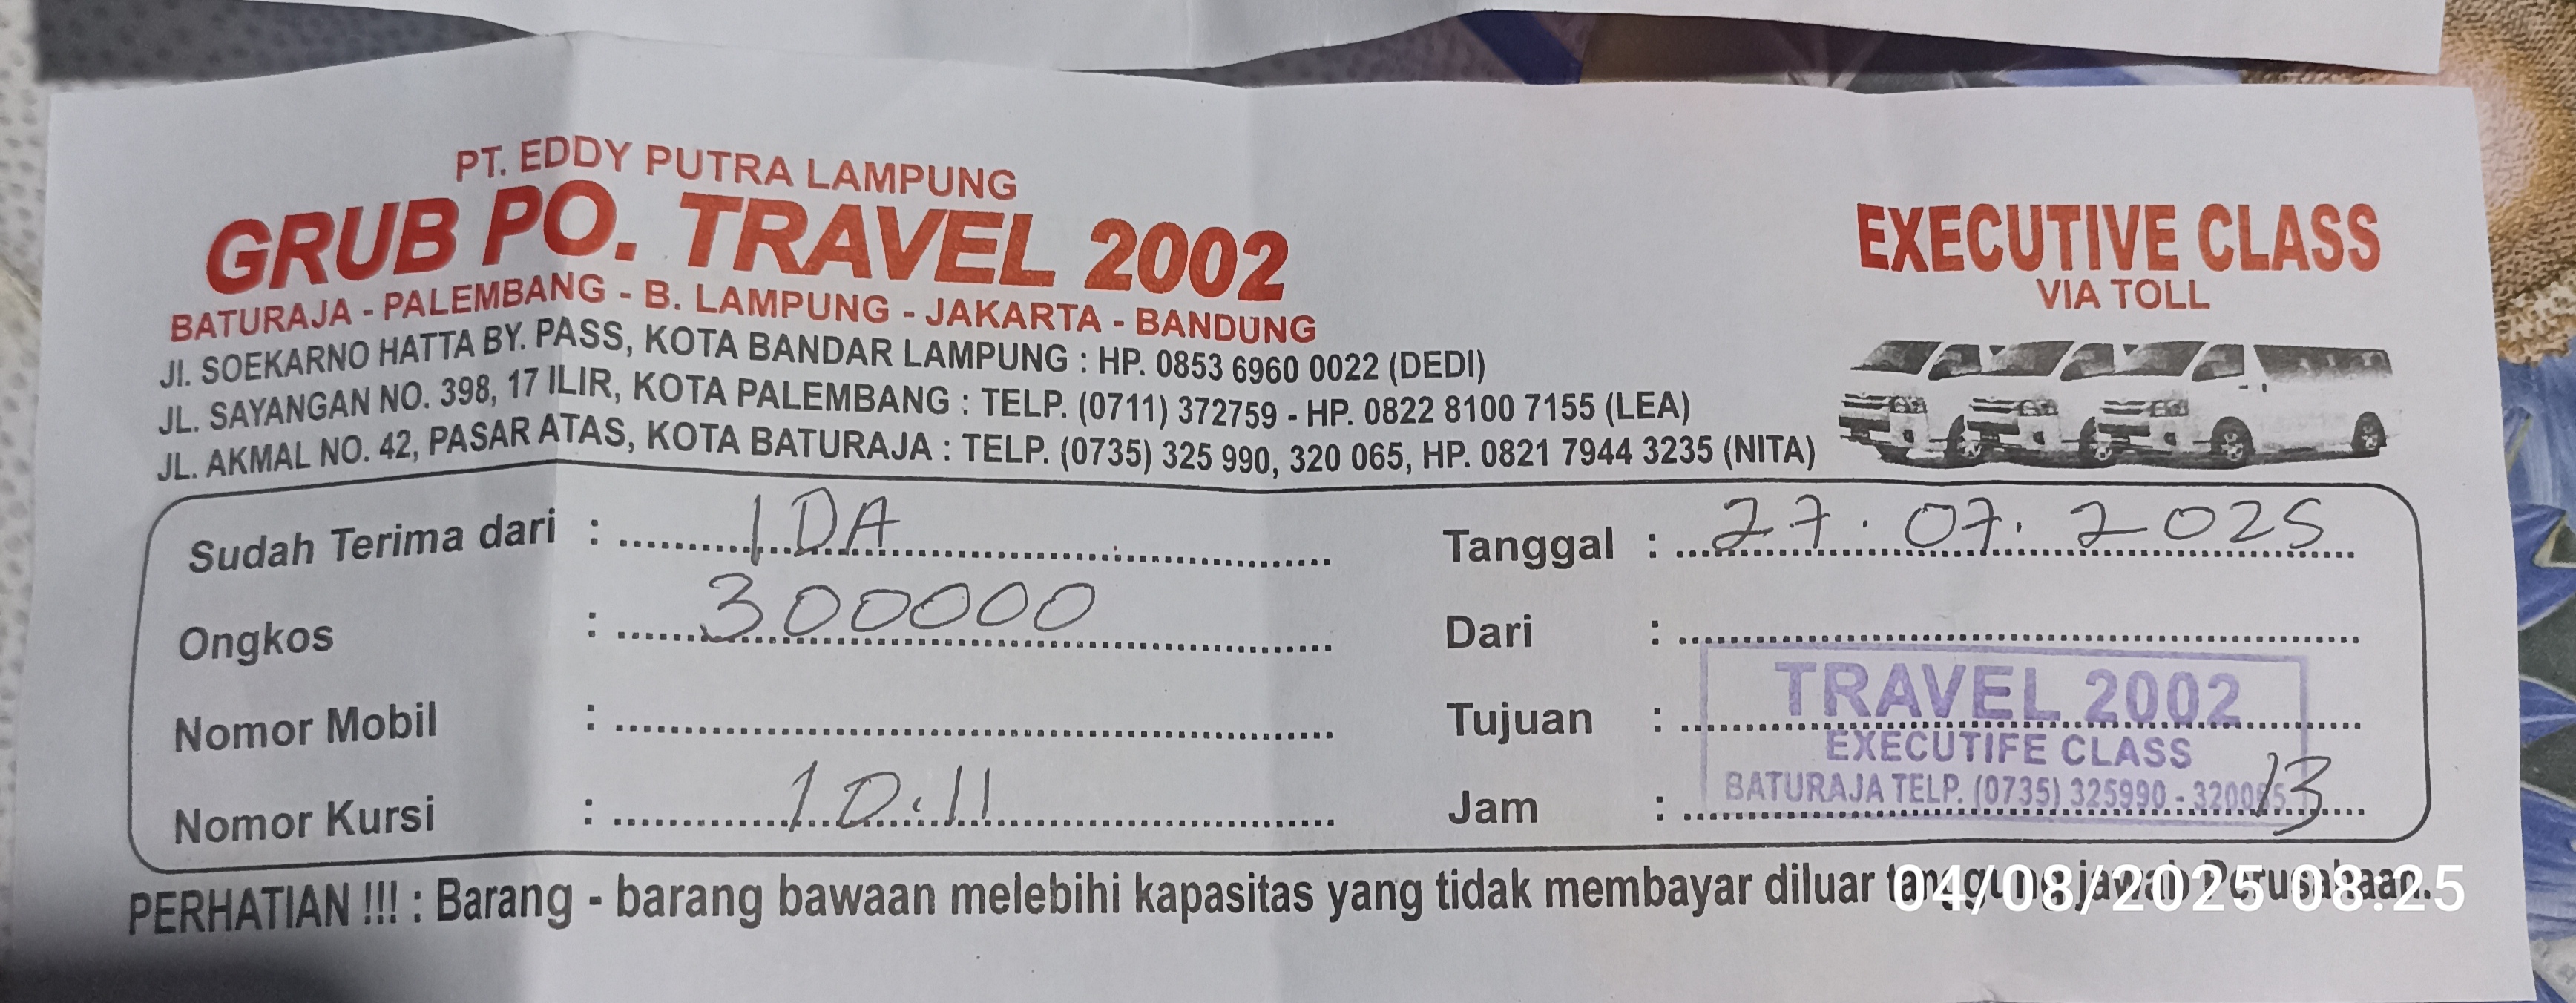 PT. EDDY PUTRA LAMPUNG
GRUB PO. TRAVEL 2002
BATURAJA - PALEMBANG - B. LAMPUNG - JAKARTA - BANDUNG
Jl. SOEKARNO HATTA BY. PASS, KOTA BANDAR LAMPUNG : HP. 0853 6960 0022 (DEDI)
JL. SAYANGAN NO. 398, 17 ILIR, KOTA PALEMBANG : TELP. (0711) 372759 - HP. 0822 8100 7155 (LEA)
JL. AKMAL NO. 42, PASAR ATAS, KOTA BATURAJA : TELP. (0735) 325 990, 320 065, HP. 0821 7944 3235 (NITA)
EXECUTIVE CLASS
VIA TOLL
Sudah Terima dari : IDA
Ongkos : 300000
Nomor Mobil :
Nomor Kursi : 10.11
Tanggal : 27.07.2025
Dari :
Tujuan :
Jam : 13
TRAVEL 2002
EXECUTIFE CLASS
BATURAJA TELP. (0735) 325990 - 320065
PERHATIAN !!! : Barang - barang bawaan melebihi kapasitas yang tidak membayar diluar tanggung jawab Perusahaan.
04/08/2025 08:25